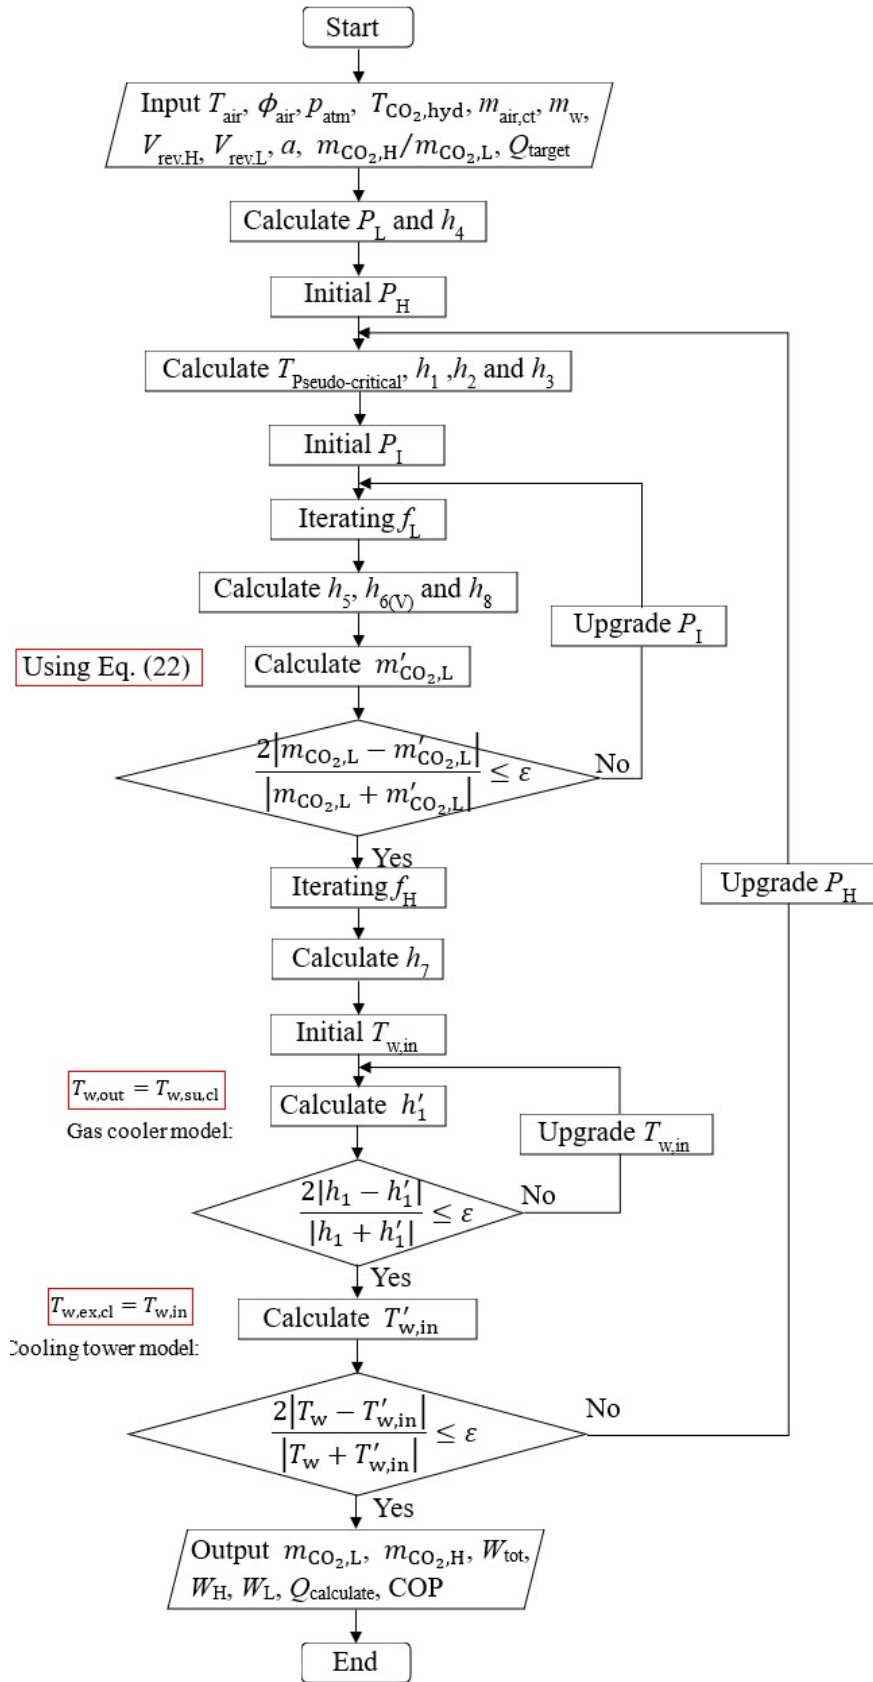 Start
Input T_air, ϕ_air, p_atm, T_CO₂,hyd, m_air,ct, m_w,
V_rev.H, V_rev.L, a, m_CO₂,H/m_CO₂,L, Q_target
Calculate P_L and h_4
Initial P_H
Calculate T_Pseudo-critical, h_1 ,h_2 and h_3
Initial P_I
Iterating f_L
Calculate h_5, h_6(V) and h_8
Upgrade P_I
Using Eq. (22)
Calculate m′_CO₂,L
2|m_CO₂,L − m′_CO₂,L|
≤ ε
|m_CO₂,L + m′_CO₂,L|
No
Yes
Iterating f_H
Upgrade P_H
Calculate h_7
Initial T_w,in
T_w,out = T_w,su,cl
Calculate h′_1
Gas cooler model:
Upgrade T_w,in
2|h_1 − h′_1|
≤ ε
|h_1 + h′_1|
No
Yes
T_w,ex,cl = T_w,in
Calculate T′_w,in
Cooling tower model:
2|T_w − T′_w,in|
≤ ε
|T_w + T′_w,in|
No
Yes
Output m_CO₂,L, m_CO₂,H, W_tot,
W_H, W_L, Q_calculate, COP
End